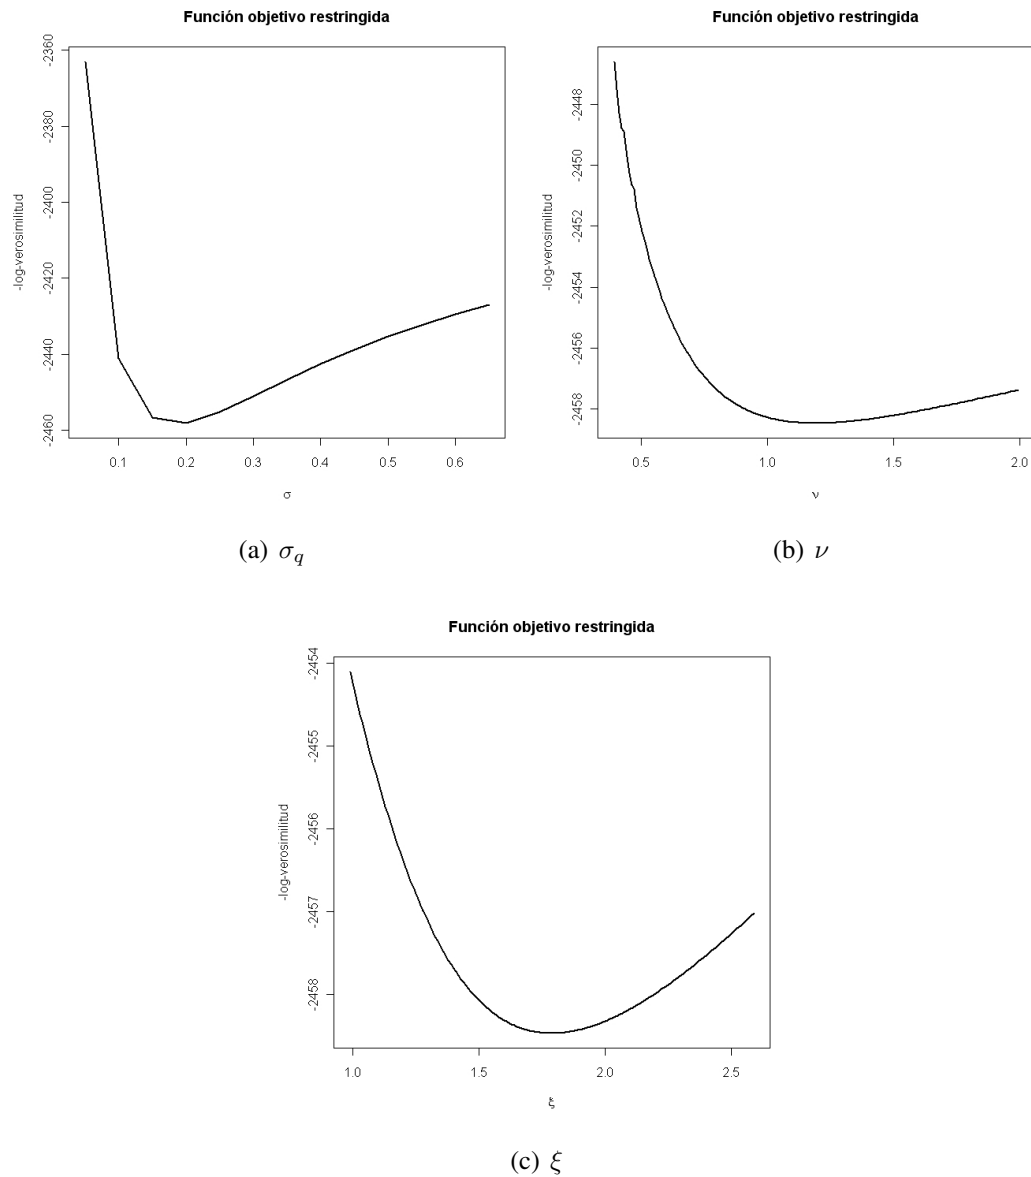 Función objetivo restringida
-log-verosimilitud
-2360
-2380
-2400
-2420
-2440
-2460
0.1 0.2 0.3 0.4 0.5 0.6
σ
(a) σq
Función objetivo restringida
-log-verosimilitud
-2448
-2450
-2452
-2454
-2456
-2458
0.5 1.0 1.5 2.0
ν
(b) ν
Función objetivo restringida
-log-verosimilitud
-2454
-2455
-2456
-2457
-2458
1.0 1.5 2.0 2.5
ξ
(c) ξ